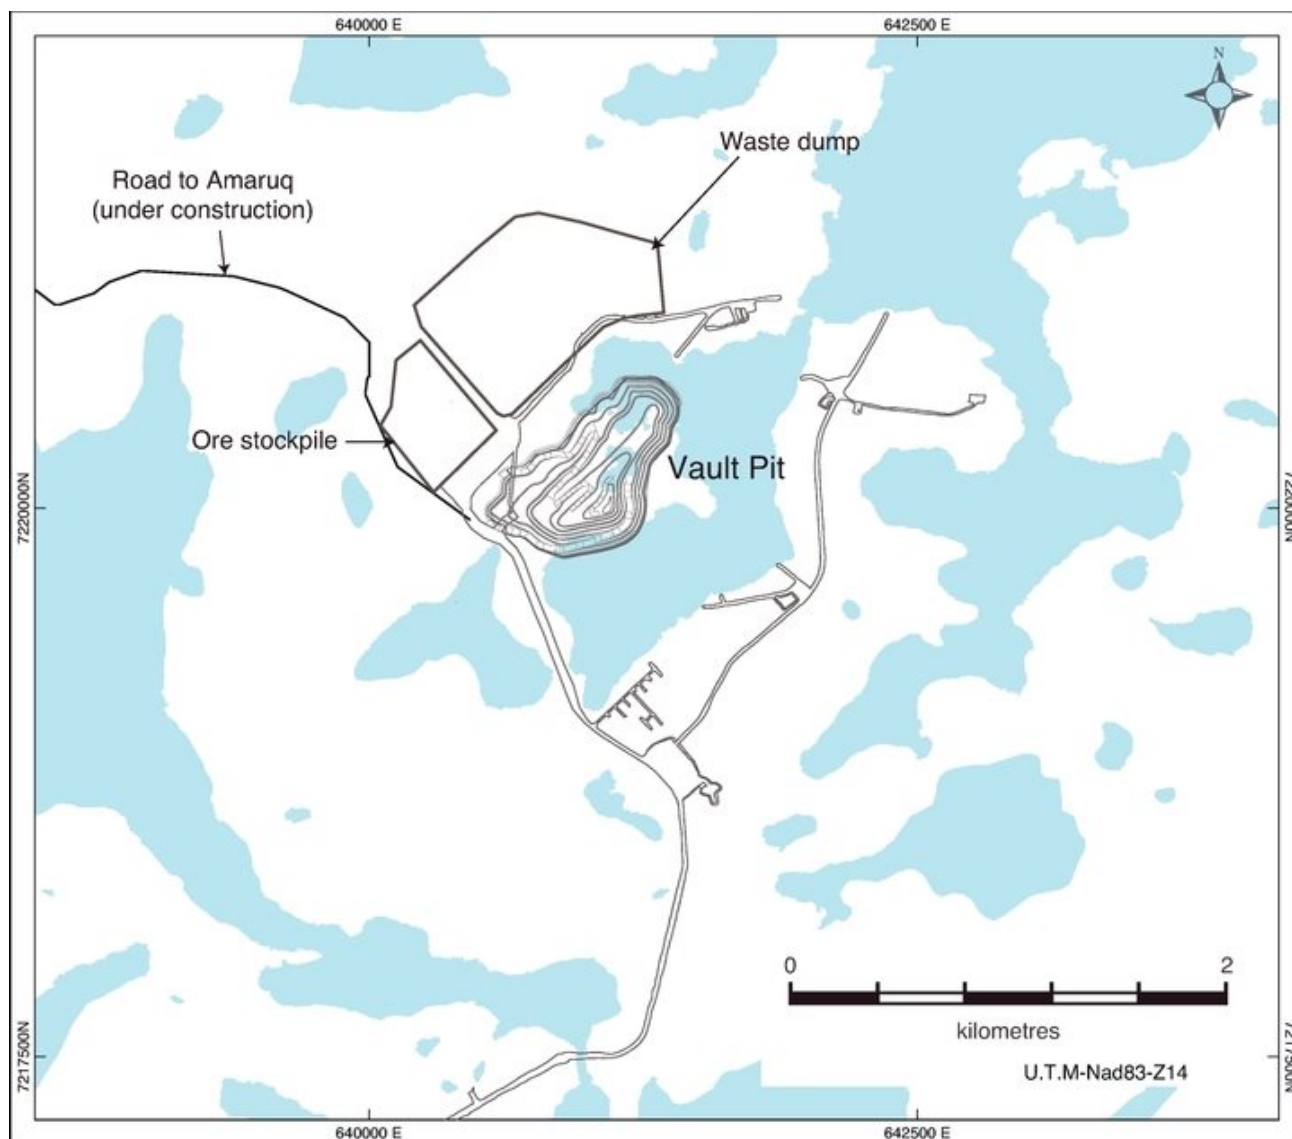 640000 E
642500 E
N
Waste dump
Road to Amaruq
(under construction)
Ore stockpile
Vault Pit
7220000N
7220000N
0
2
kilometres
7217500N
7217500N
U.T.M-Nad83-Z14
640000 E
642500 E